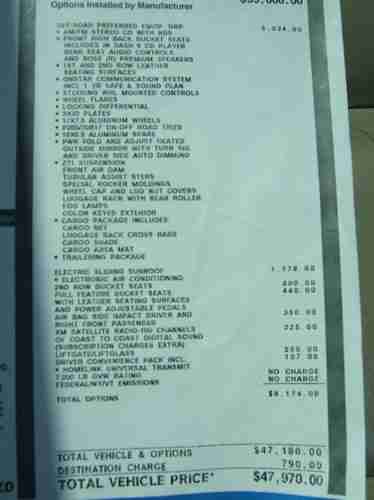 Options Installed by Manufacturer
OFF-ROAD PREFERRED EQUIP GRP
• AM/FM STEREO CD WITH RDS
• FRONT HIGH BACK BUCKET SEATS
INCLUDES IN DASH 6 CD PLAYER
REAR SEAT AUDIO CONTROLS
AND BOSE (R) PREMIUM SPEAKERS
• 1ST AND 2ND ROW LEATHER
SEATING SURFACES
• ONSTAR COMMUNICATION SYSTEM
INCL 1 YR SAFE & SOUND PLAN
• STEERING WHL MOUNTED CONTROLS
• WHEEL FLARES
• LOCKING DIFFERENTIAL
• SKID PLATES
ALUMINUM WHEELS
ON-OFF ROAD TIRES
ALUMINUM SPARE
• PWR FOLD AND ADJUST HEATED
OUTSIDE MIRROR WITH TURN SIG
AND DRIVER SIDE AUTO DIMMING
• Z71 SUSPENSION
FRONT AIR DAM
TUBULAR ASSIST STEPS
SPECIAL ROCKER MOLDINGS
WHEEL CAP AND LUG NUT COVERS
LUGGAGE RACK WITH REAR ROLLER
FOG LAMPS
COLOR KEYED EXTERIOR
• CARGO PACKAGE INCLUDES:
CARGO NET
LUGGAGE RACK CROSS BARS
CARGO SHADE
CARGO AREA MAT
• TRAILERING PACKAGE
ELECTRIC SLIDING SUNROOF
• ELECTRONIC AIR CONDITIONING
2ND ROW BUCKET SEATS
FULL FEATURE BUCKET SEATS
WITH LEATHER SEATING SURFACES
AND POWER ADJUSTABLE PEDALS
AIR BAG SIDE IMPACT DRIVER AND
RIGHT FRONT PASSENGER 350.00
XM SATELLITE RADIO-100 CHANNELS 325.00
OF COAST TO COAST DIGITAL SOUND
(SUBSCRIPTION CHARGES EXTRA)
LIFTGATE/LIFTGLASS
DRIVER CONVENIENCE PACK INCL. 107.00
• HOMELINK UNIVERSAL TRANSMIT
7200 LB GVW RATING NO CHARGE
FEDERAL EMISSIONS NO CHARGE
TOTAL OPTIONS $8,174.00
TOTAL VEHICLE & OPTIONS $47,180.00
DESTINATION CHARGE 790.00
TOTAL VEHICLE PRICE* $47,970.00